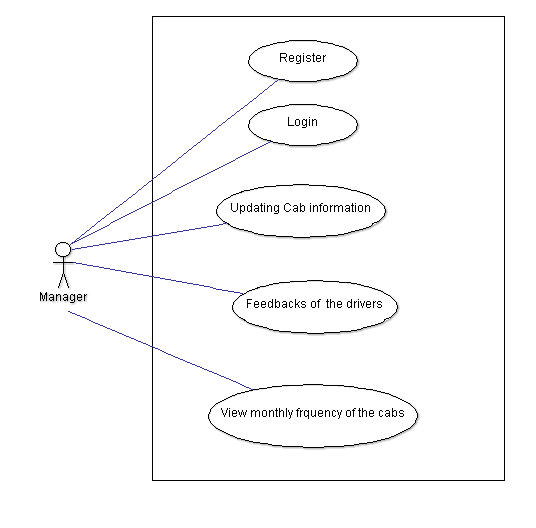 Register
Login
Updating Cab information
Feedbacks of the drivers
Manager
View monthly frquency of the cabs